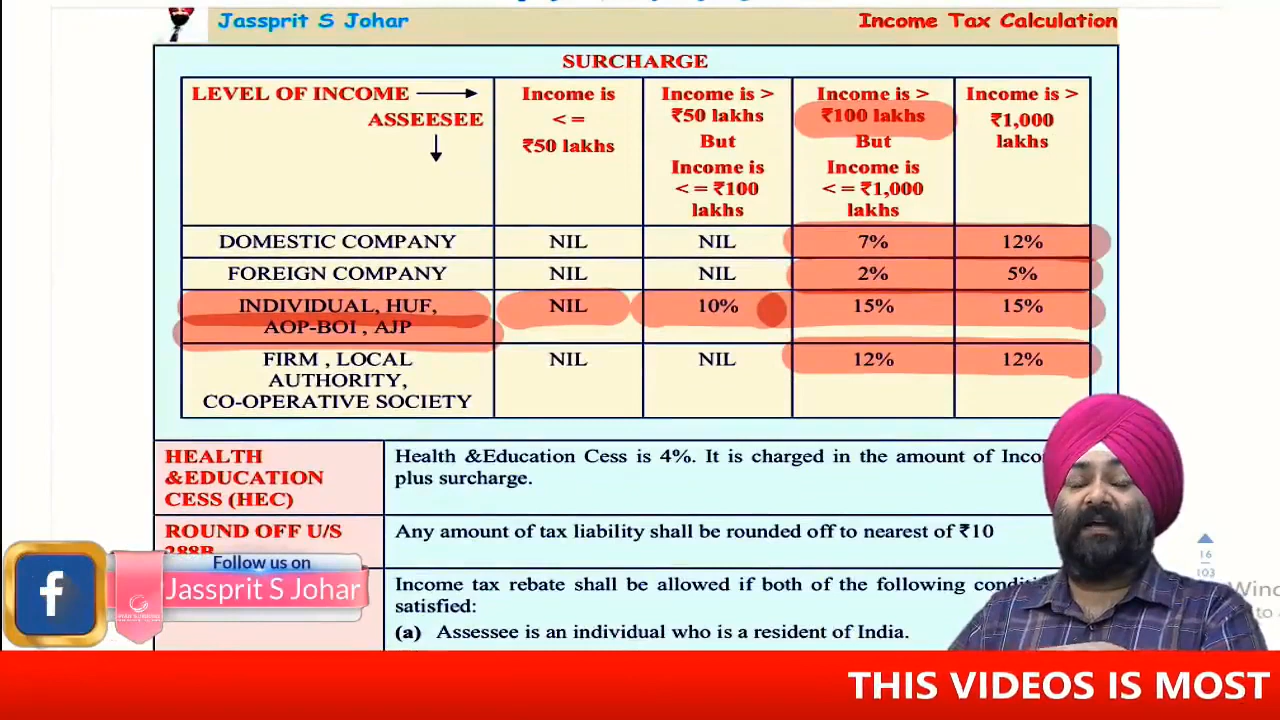 Jassprit S Johar
Income Tax Calculation
SURCHARGE
LEVEL OF INCOME
ASSEESEE
Income is
< =
₹50 lakhs
Income is >
₹50 lakhs
But
Income is
< = ₹100
lakhs
Income is >
₹100 lakhs
But
Income is
< = ₹1,000
lakhs
Income is >
₹1,000
lakhs
DOMESTIC COMPANY NIL NIL 7% 12%
FOREIGN COMPANY NIL NIL 2% 5%
INDIVIDUAL, HUF, NIL 10% 15% 15%
AOP-BOI , AJP
FIRM , LOCAL NIL NIL 12% 12%
AUTHORITY,
CO-OPERATIVE SOCIETY
HEALTH
&EDUCATION
CESS (HEC)
Health &Education Cess is 4%. It is charged in the amount of
plus surcharge.
ROUND OFF U/S
288B
Any amount of tax liability shall be rounded off to nearest of ₹10
Income tax rebate shall be allowed if both of the following
satisfied:
(a) Assessee is an individual who is a resident of India.
Follow us on
Jassprit S Johar
16
103
THIS VIDEOS IS MOST